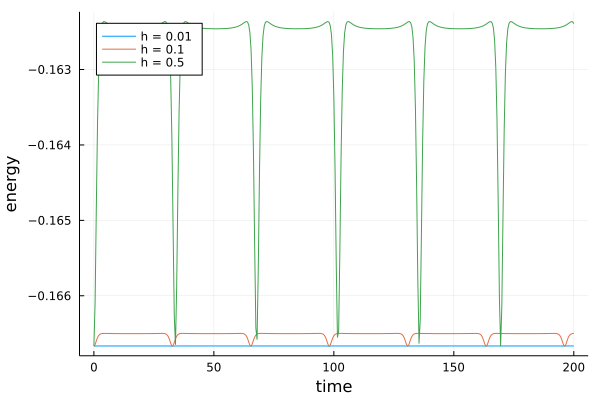 h = 0.01
h = 0.1
h = 0.5
−0.163
−0.164
−0.165
−0.166
energy
0 50 100 150 200
time